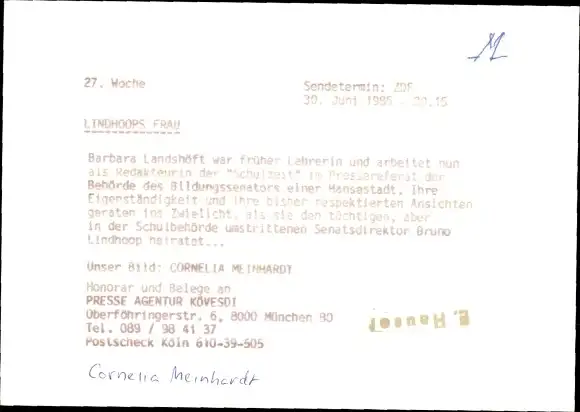 27. Woche
Sendetermin: ZDF
30. Juni 1985 - 20.15
LINDHOOPS FRAU
Barbara Landshöft war früher Lehrerin und arbeitet nun
als Redakteurin der "Schulzeit" im Pressereferat der
Behörde des Bildungssenators einer Hansestadt. Ihre
Eigenständigkeit und ihre bisher respektierten Ansichten
geraten ins Zwielicht, als sie den tüchtigen, aber
in der Schulbehörde umstrittenen Senatsdirektor Bruno
Lindhoop heiratet...
Unser Bild: CORNELIA MEINHARDT
Honorar und Belege an
PRESSE AGENTUR KÖVESDI
Oberföhringerstr. 6, 8000 München 80
Tel. 089 / 98 41 37
Postscheck Köln 610-39-505
Cornelia Meinhardt